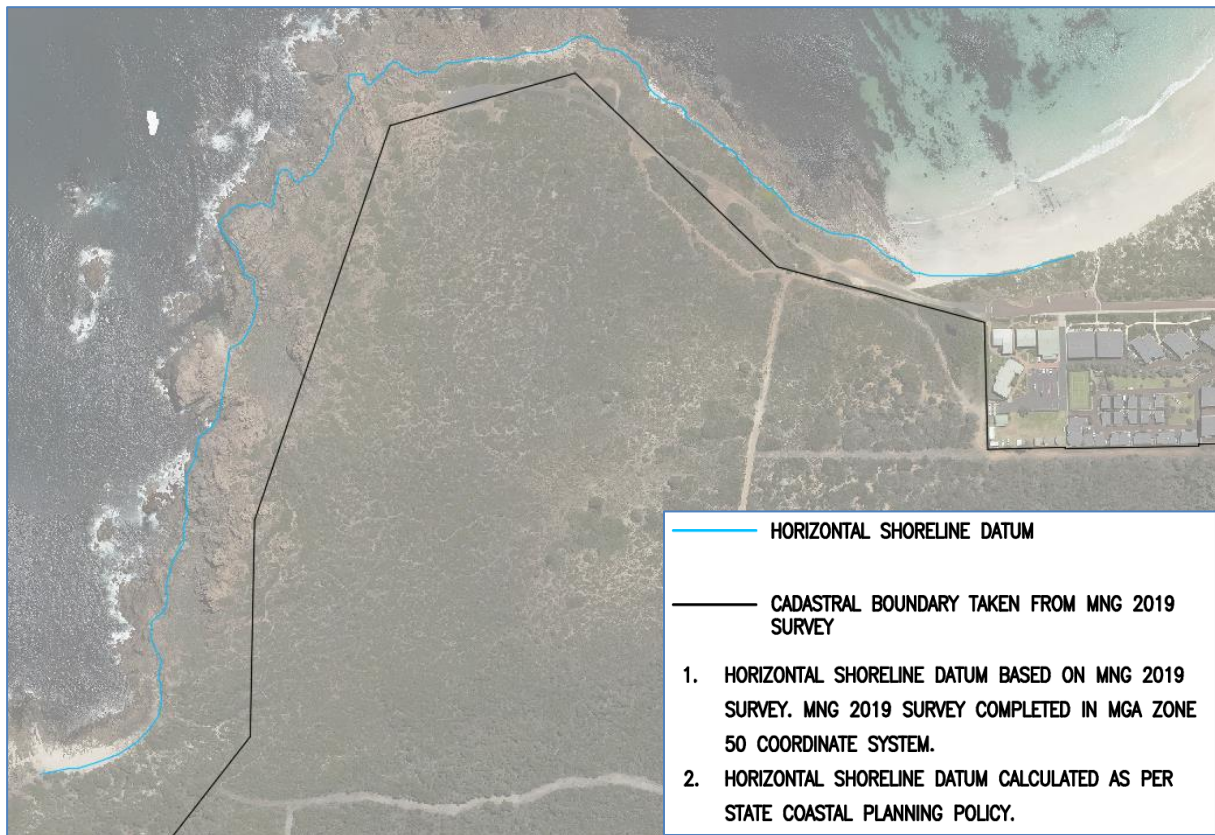 HORIZONTAL SHORELINE DATUM
CADASTRAL BOUNDARY TAKEN FROM MNG 2019
SURVEY
1. HORIZONTAL SHORELINE DATUM BASED ON MNG 2019
SURVEY. MNG 2019 SURVEY COMPLETED IN MGA ZONE
50 COORDINATE SYSTEM.
2. HORIZONTAL SHORELINE DATUM CALCULATED AS PER
STATE COASTAL PLANNING POLICY.